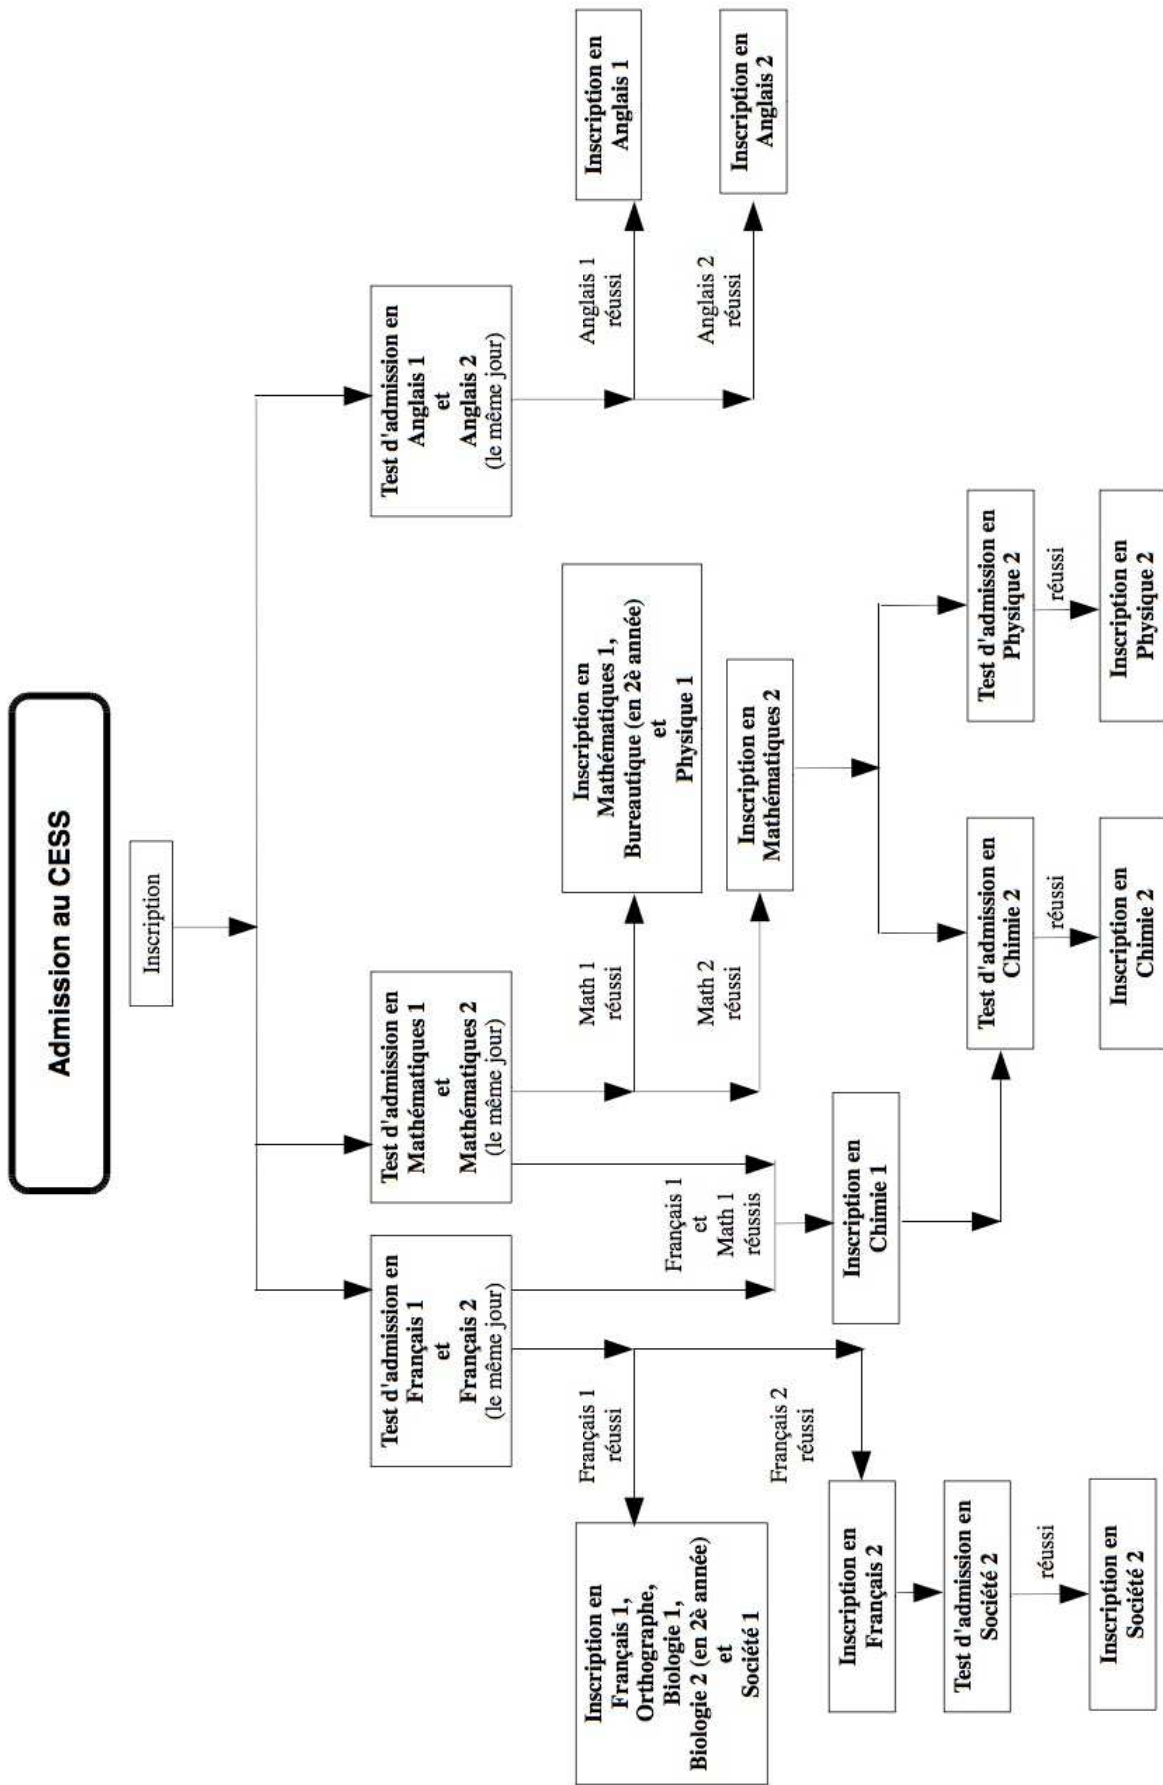 Admission au CESS
Inscription
Test d'admission en
Français 1
et
Français 2
(le même jour)
Test d'admission en
Mathématiques 1
et
Mathématiques 2
(le même jour)
Test d'admission en
Anglais 1
et
Anglais 2
(le même jour)
Français 1
réussi
Math 1
réussi
Anglais 1
réussi
Inscription en
Français 1,
Orthographe,
Biologie 1,
Biologie 2 (en 2è année)
et
Société 1
Inscription en
Mathématiques 1,
Bureautique (en 2è année)
et
Physique 1
Inscription en
Anglais 1
Français 1
et
Math 1
réussis
Math 2
réussi
Anglais 2
réussi
Inscription en
Mathématiques 2
Inscription en
Anglais 2
Français 2
réussi
Inscription en
Français 2
Inscription en
Chimie 1
Test d'admission en
Société 2
Test d'admission en
Chimie 2
Test d'admission en
Physique 2
réussi
réussi
réussi
Inscription en
Société 2
Inscription en
Chimie 2
Inscription en
Physique 2